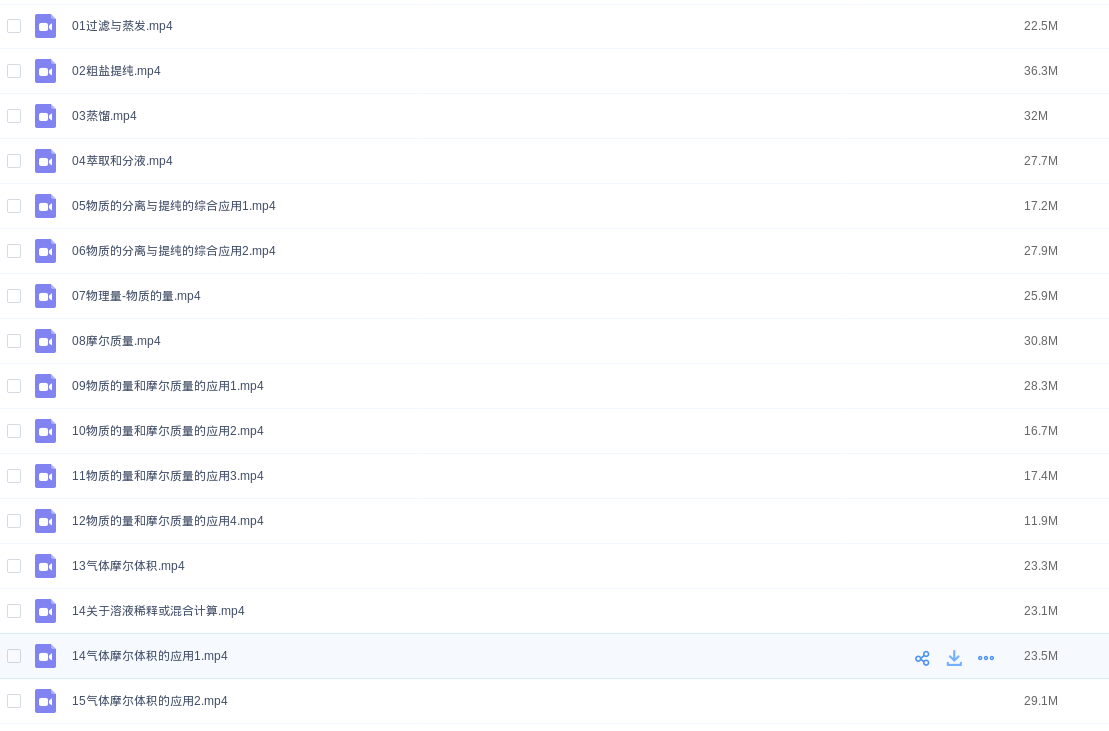 01过滤与蒸发.mp4 22.5M
02粗盐提纯.mp4 36.3M
03蒸馏.mp4 32M
04萃取和分液.mp4 27.7M
05物质的分离与提纯的综合应用1.mp4 17.2M
06物质的分离与提纯的综合应用2.mp4 27.9M
07物理量-物质的量.mp4 25.9M
08摩尔质量.mp4 30.8M
09物质的量和摩尔质量的应用1.mp4 28.3M
10物质的量和摩尔质量的应用2.mp4 16.7M
11物质的量和摩尔质量的应用3.mp4 17.4M
12物质的量和摩尔质量的应用4.mp4 11.9M
13气体摩尔体积.mp4 23.3M
14关于溶液稀释或混合计算.mp4 23.1M
14气体摩尔体积的应用1.mp4 23.5M
15气体摩尔体积的应用2.mp4 29.1M